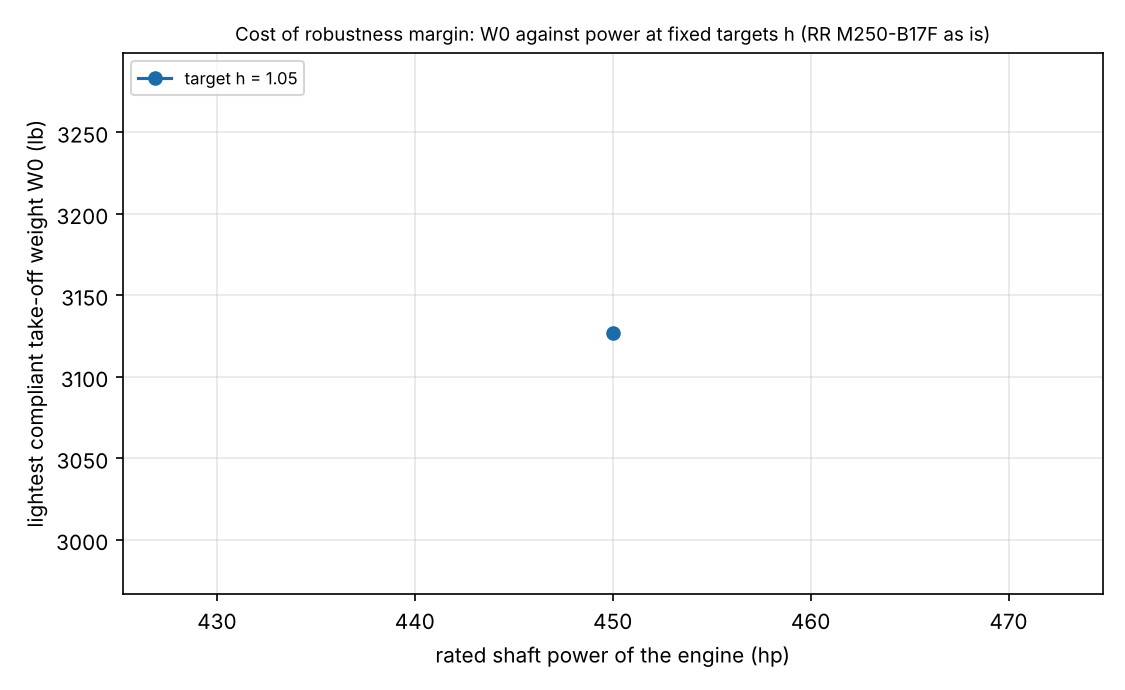 Cost of robustness margin: W0 against power at fixed targets h (RR M250-B17F as is)
target h = 1.05
lightest compliant take-off weight W0 (lb)
3250
3200
3150
3100
3050
3000
430 440 450 460 470
rated shaft power of the engine (hp)